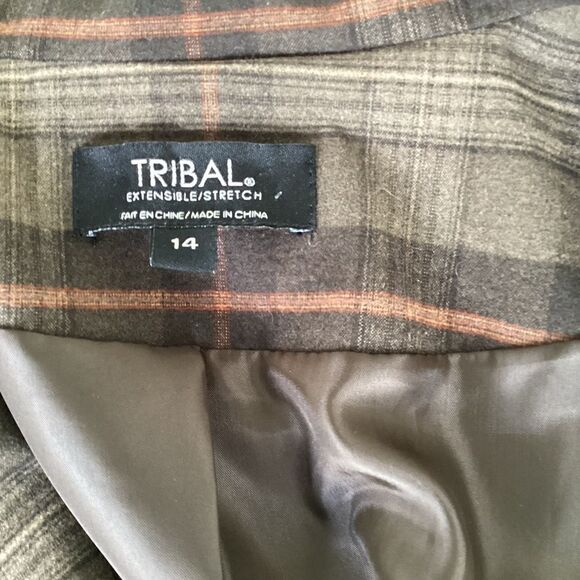 TRIBAL®
EXTENSIBLE/STRETCH
FAIT EN CHINE/MADE IN CHINA
14